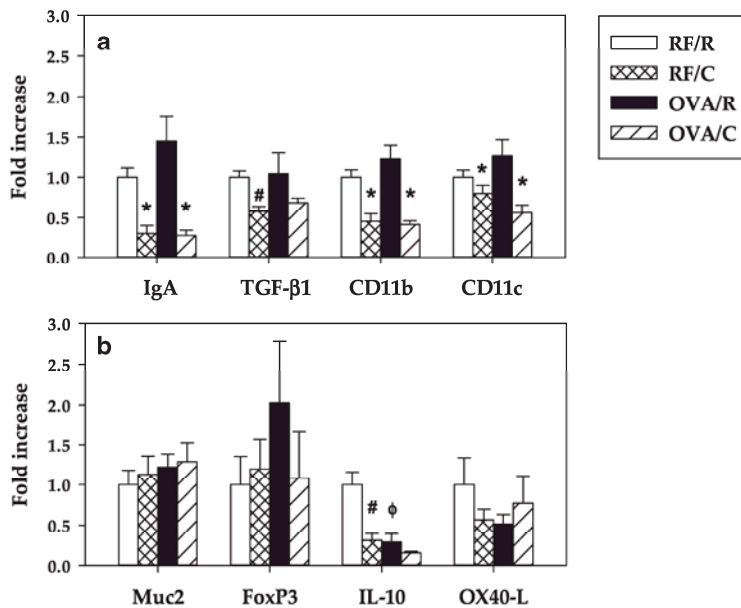 a
3.0
2.5
2.0
1.5
1.0
0.5
0.0
Fold increase
* * # * * * *
IgA TGF-β1 CD11b CD11c
RF/R
RF/C
OVA/R
OVA/C
b
3.0
2.5
2.0
1.5
1.0
0.5
0.0
Fold increase
# ϕ
Muc2 FoxP3 IL-10 OX40-L